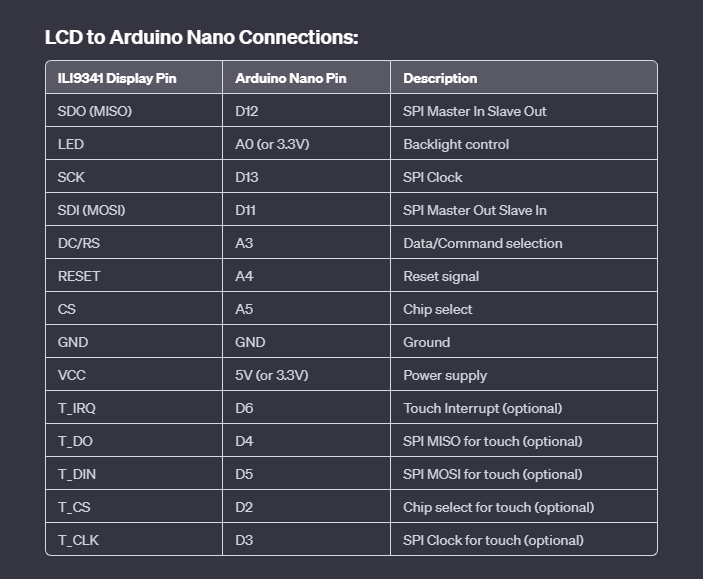 LCD to Arduino Nano Connections:
ILI9341 Display Pin Arduino Nano Pin Description
SDO (MISO) D12 SPI Master In Slave Out
LED A0 (or 3.3V) Backlight control
SCK D13 SPI Clock
SDI (MOSI) D11 SPI Master Out Slave In
DC/RS A3 Data/Command selection
RESET A4 Reset signal
CS A5 Chip select
GND GND Ground
VCC 5V (or 3.3V) Power supply
T_IRQ D6 Touch Interrupt (optional)
T_DO D4 SPI MISO for touch (optional)
T_DIN D5 SPI MOSI for touch (optional)
T_CS D2 Chip select for touch (optional)
T_CLK D3 SPI Clock for touch (optional)